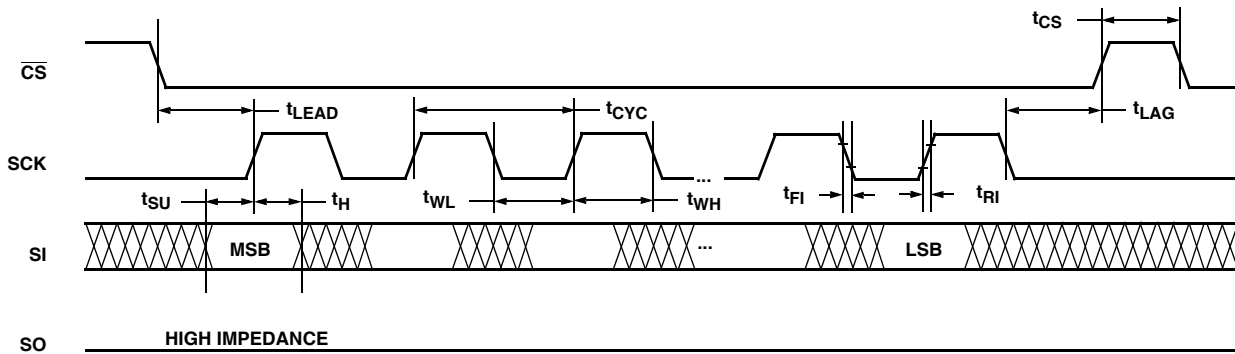 tCS
CS
tLEAD
tCYC
tLAG
SCK
...
tSU
tH
tWL
tWH
tFI
tRI
SI
MSB
...
LSB
SO
HIGH IMPEDANCE